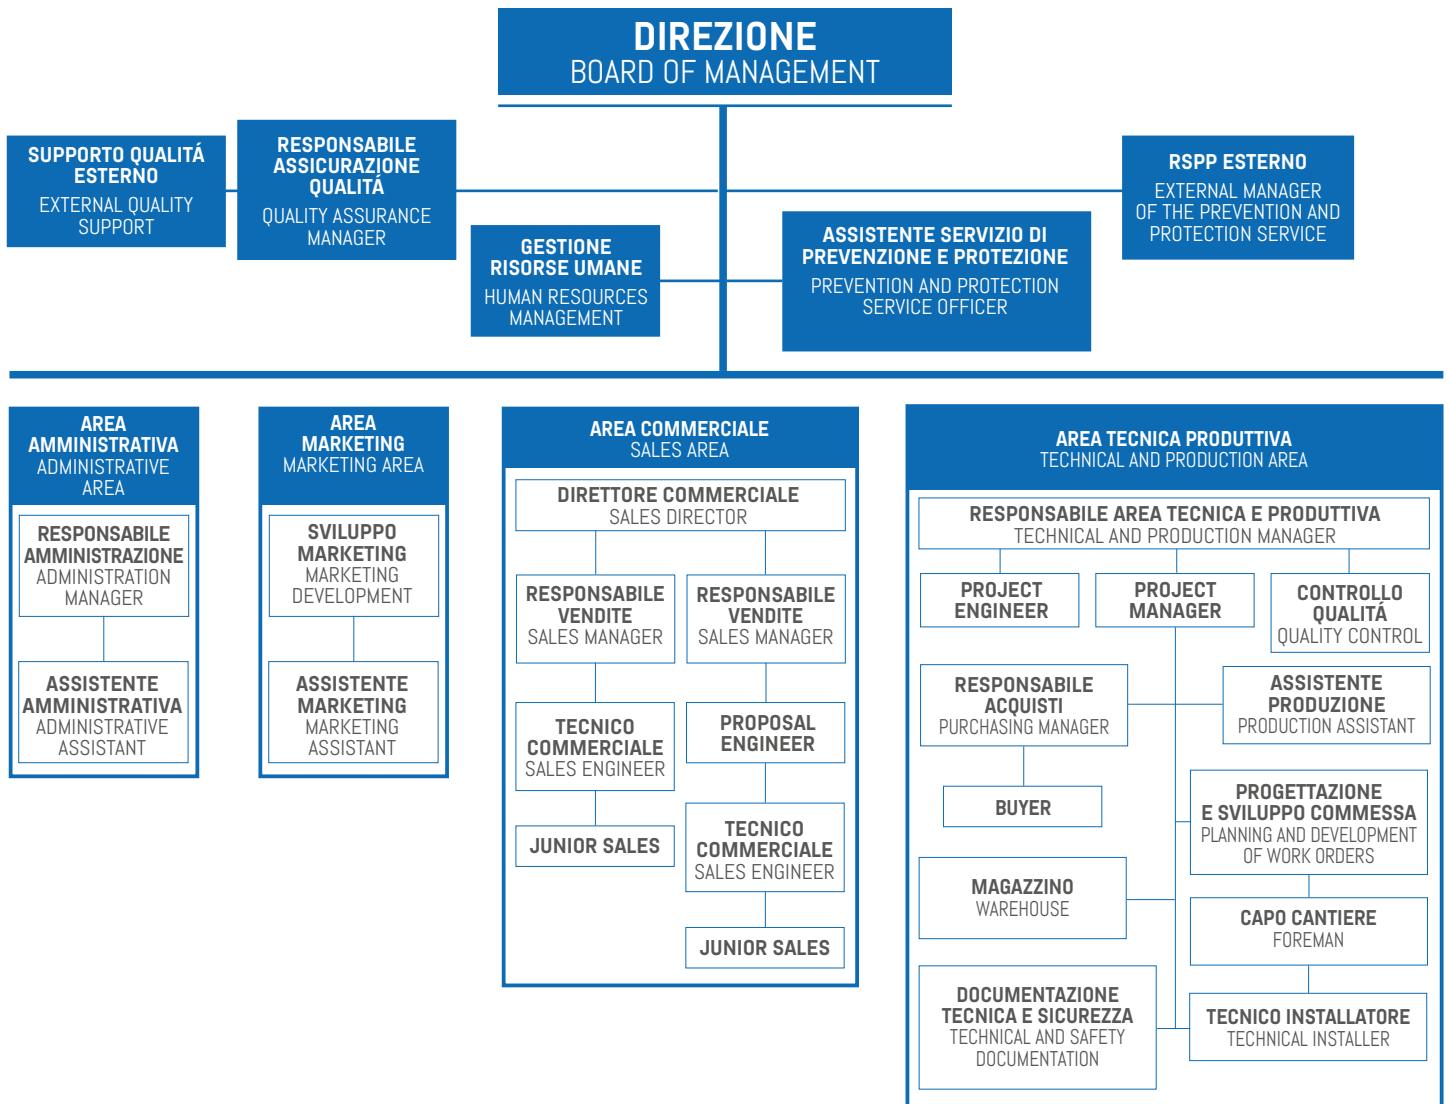 DIREZIONE
BOARD OF MANAGEMENT
SUPPORTO QUALITÁ
ESTERNO
EXTERNAL QUALITY
SUPPORT
RESPONSABILE
ASSICURAZIONE
QUALITÁ
QUALITY ASSURANCE
MANAGER
GESTIONE
RISORSE UMANE
HUMAN RESOURCES
MANAGEMENT
ASSISTENTE SERVIZIO DI
PREVENZIONE E PROTEZIONE
PREVENTION AND PROTECTION
SERVICE OFFICER
RSPP ESTERNO
EXTERNAL MANAGER
OF THE PREVENTION AND
PROTECTION SERVICE
AREA
AMMINISTRATIVA
ADMINISTRATIVE
AREA
RESPONSABILE
AMMINISTRAZIONE
ADMINISTRATION
MANAGER
ASSISTENTE
AMMINISTRATIVA
ADMINISTRATIVE
ASSISTANT
AREA
MARKETING
MARKETING AREA
SVILUPPO
MARKETING
MARKETING
DEVELOPMENT
ASSISTENTE
MARKETING
MARKETING
ASSISTANT
AREA COMMERCIALE
SALES AREA
DIRETTORE COMMERCIALE
SALES DIRECTOR
RESPONSABILE
VENDITE
SALES MANAGER
TECNICO
COMMERCIALE
SALES ENGINEER
JUNIOR SALES
RESPONSABILE
VENDITE
SALES MANAGER
PROPOSAL
ENGINEER
TECNICO
COMMERCIALE
SALES ENGINEER
JUNIOR SALES
AREA TECNICA PRODUTTIVA
TECHNICAL AND PRODUCTION AREA
RESPONSABILE AREA TECNICA E PRODUTTIVA
TECHNICAL AND PRODUCTION MANAGER
PROJECT
ENGINEER
PROJECT
MANAGER
CONTROLLO
QUALITÁ
QUALITY CONTROL
RESPONSABILE
ACQUISTI
PURCHASING MANAGER
ASSISTENTE
PRODUZIONE
PRODUCTION ASSISTANT
BUYER
PROGETTAZIONE
E SVILUPPO COMMESSA
PLANNING AND DEVELOPMENT
OF WORK ORDERS
MAGAZZINO
WAREHOUSE
CAPO CANTIERE
FOREMAN
DOCUMENTAZIONE
TECNICA E SICUREZZA
TECHNICAL AND SAFETY
DOCUMENTATION
TECNICO INSTALLATORE
TECHNICAL INSTALLER